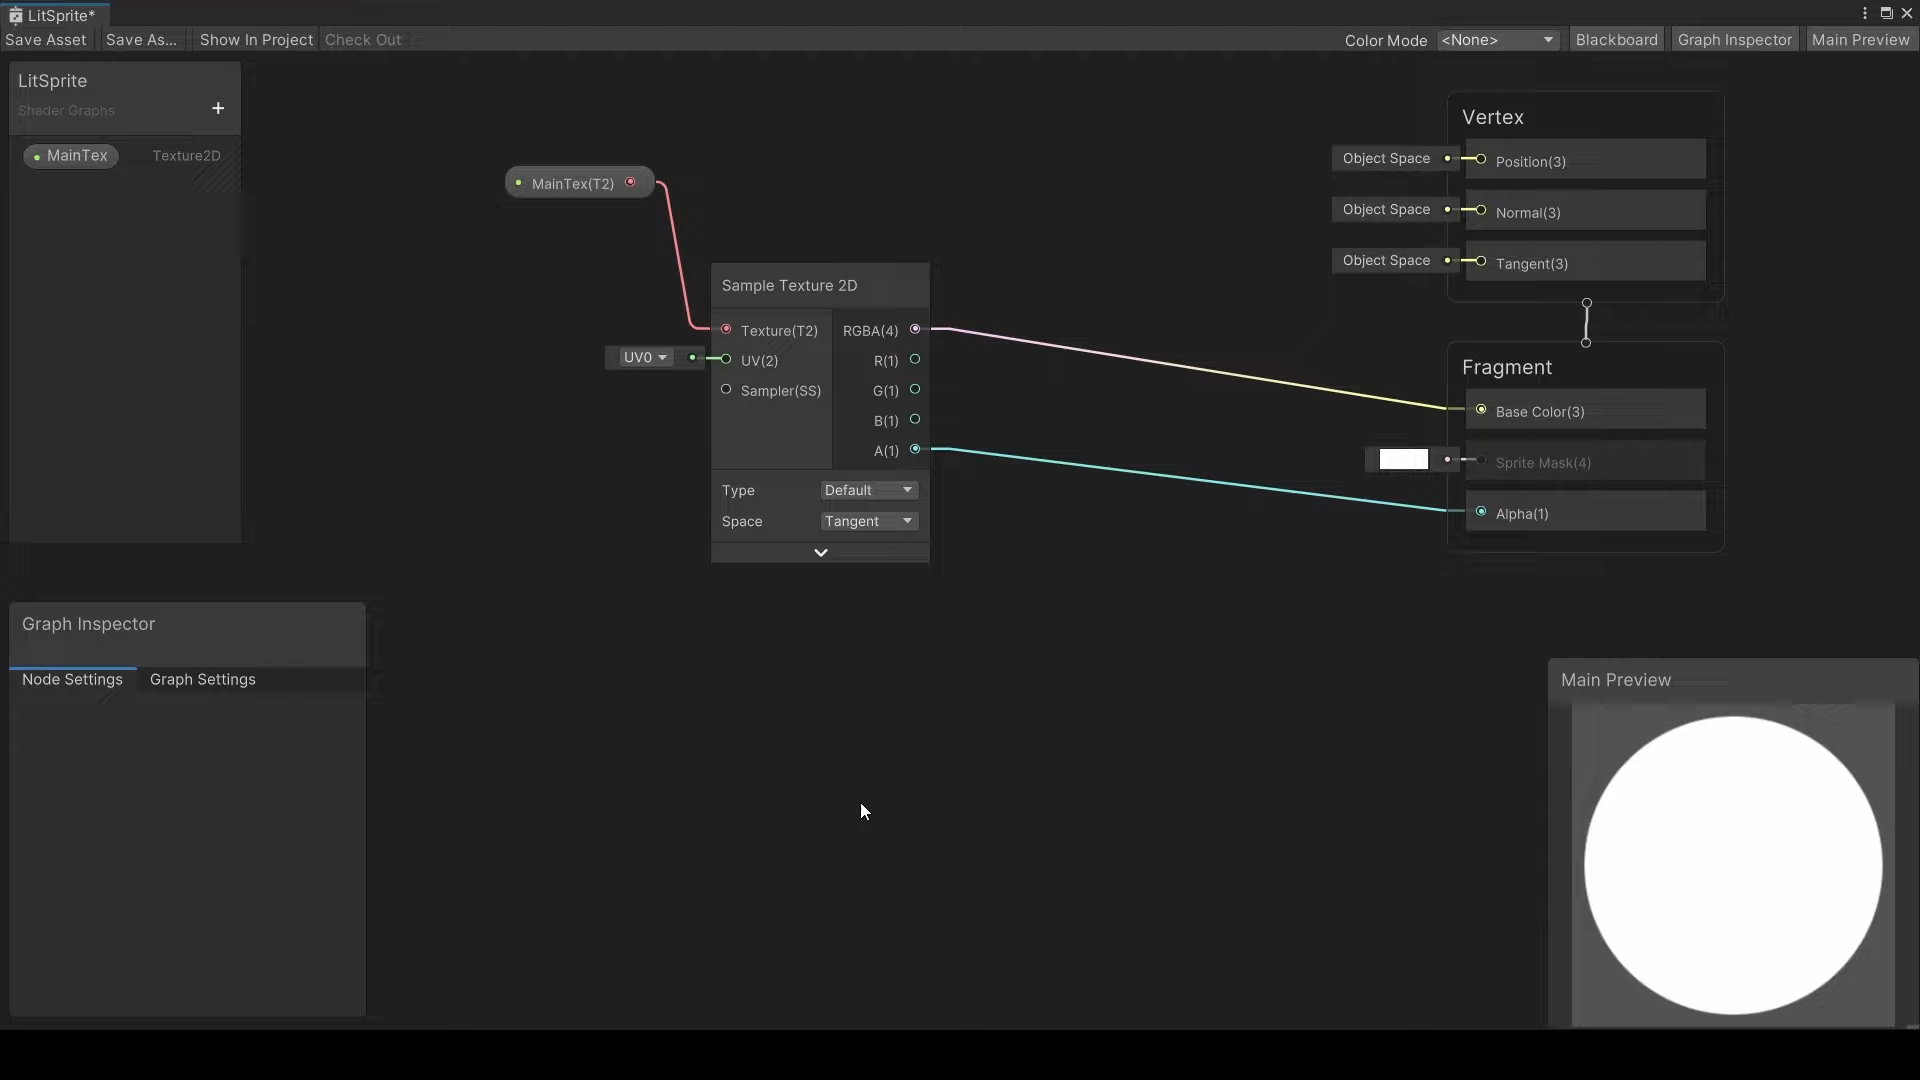 LitSprite*
Save Asset Save As... Show In Project Check Out Color Mode <None> Blackboard Graph Inspector Main Preview
LitSprite
Shader Graphs +
MainTex Texture2D
MainTex(T2)
Sample Texture 2D
Texture(T2) RGBA(4)
UV0 UV(2) R(1)
Sampler(SS) G(1)
B(1)
A(1)
Type Default
Space Tangent
Vertex
Object Space Position(3)
Object Space Normal(3)
Object Space Tangent(3)
Fragment
Base Color(3)
Sprite Mask(4)
Alpha(1)
Graph Inspector
Node Settings Graph Settings
Main Preview